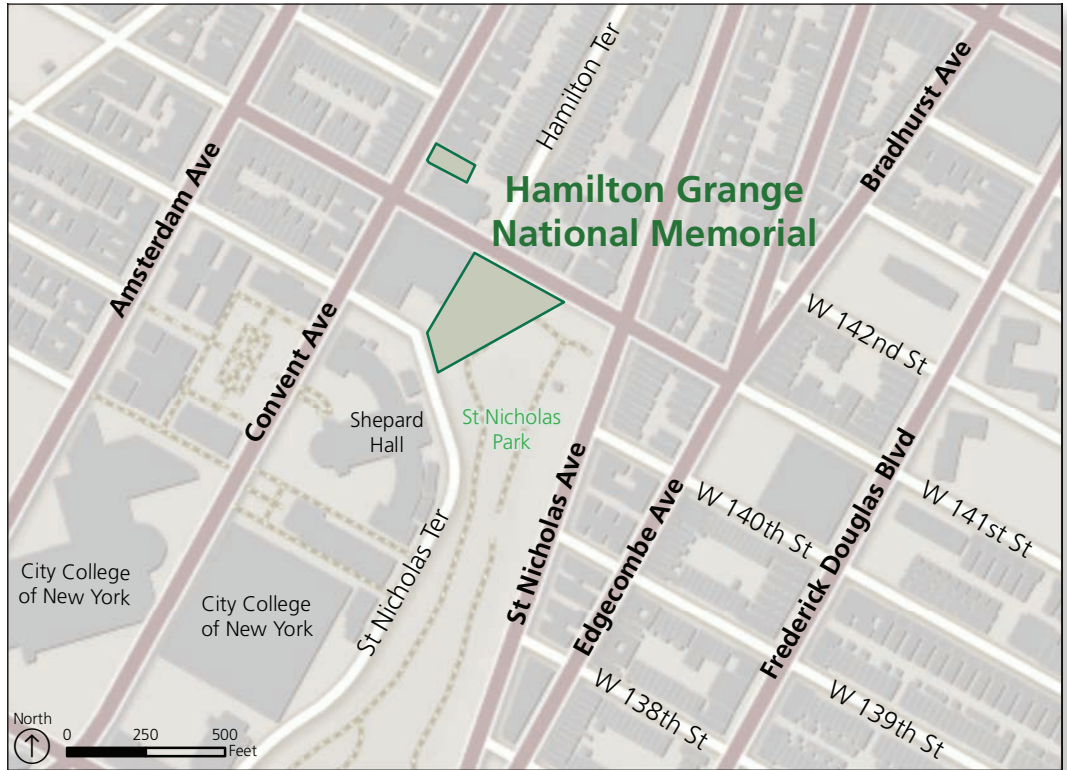 Hamilton Ter
Bradhurst Ave
Amsterdam Ave
Hamilton Grange
National Memorial
Convent Ave
W 142nd St
Shepard
Hall
St Nicholas
Park
St Nicholas Ave
Edgecombe Ave
W 140th St
Frederick Douglas Blvd
W 141st St
St Nicholas Ter
City College
of New York
City College
of New York
W 138th St
W 139th St
North
0 250 500
Feet